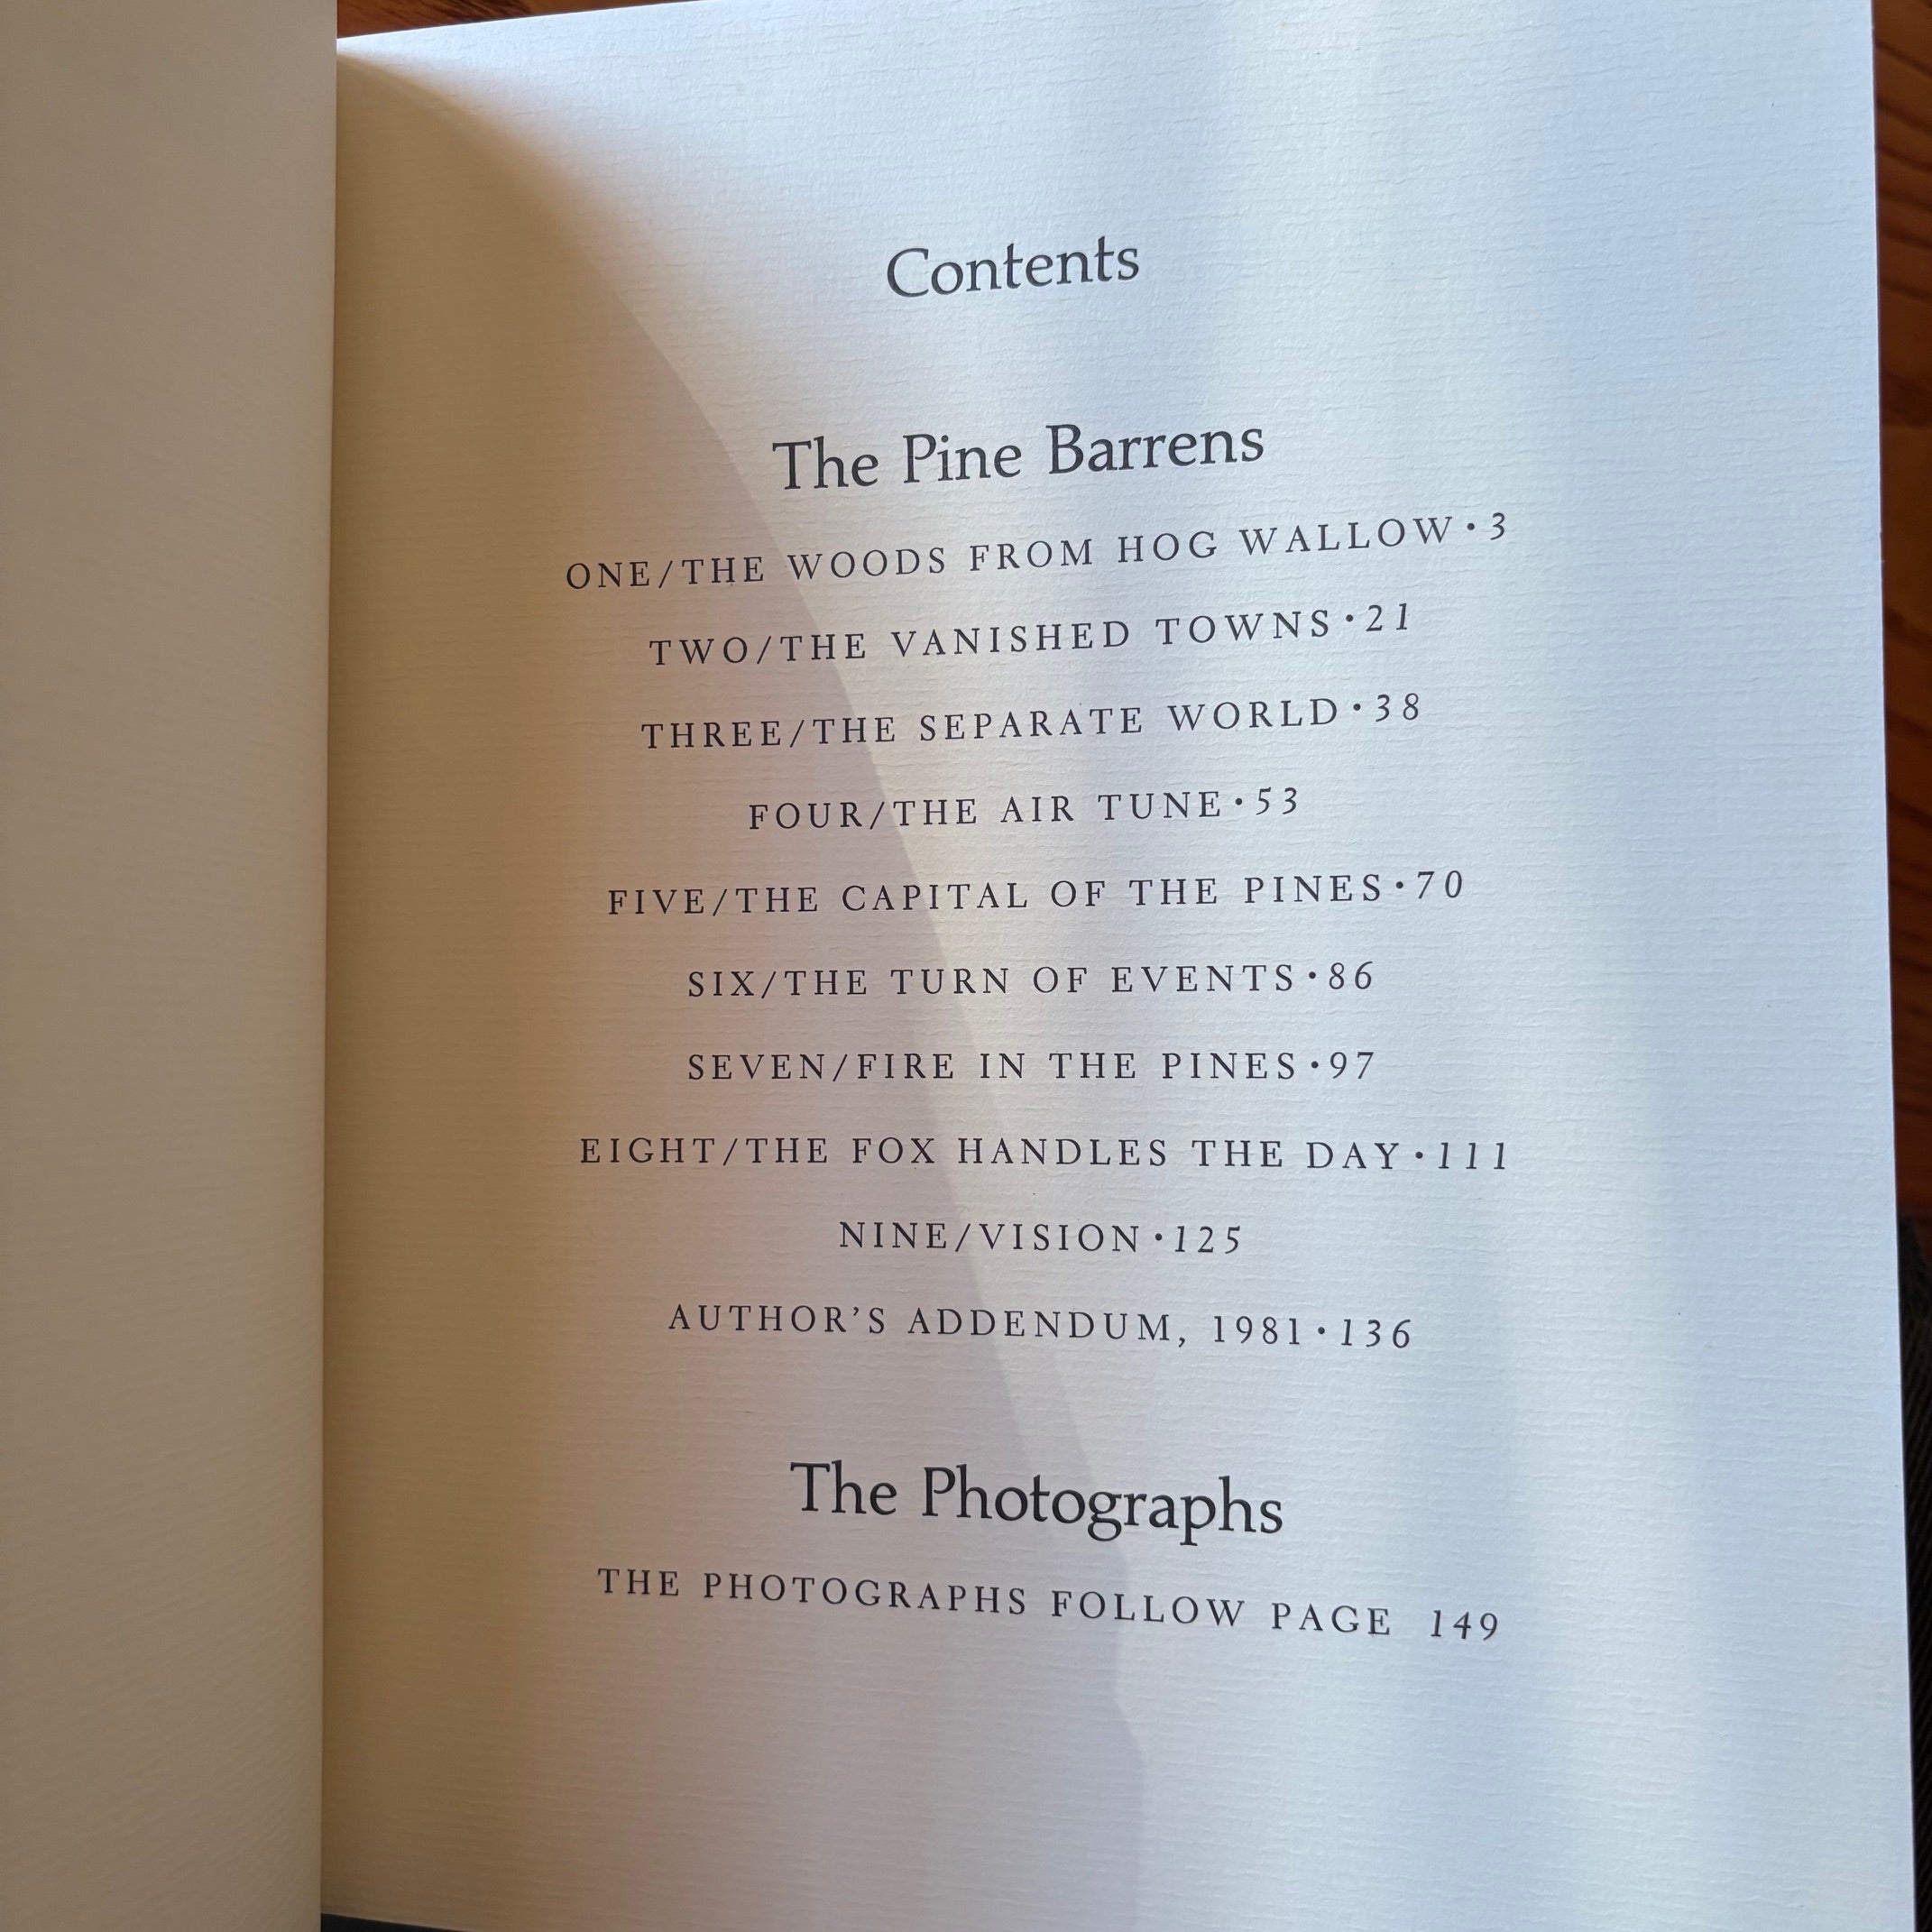 Contents
The Pine Barrens
ONE/THE WOODS FROM HOG WALLOW·3
TWO/THE VANISHED TOWNS·21
THREE/THE SEPARATE WORLD·38
FOUR/THE AIR TUNE·53
FIVE/THE CAPITAL OF THE PINES·70
SIX/THE TURN OF EVENTS·86
SEVEN/FIRE IN THE PINES·97
EIGHT/THE FOX HANDLES THE DAY·111
NINE/VISION·125
AUTHOR’S ADDENDUM, 1981·136
The Photographs
THE PHOTOGRAPHS FOLLOW PAGE 149